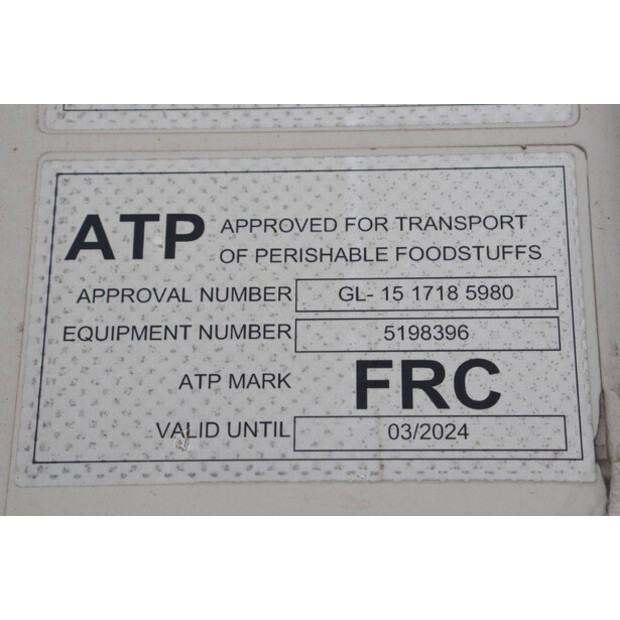 ATP APPROVED FOR TRANSPORT
OF PERISHABLE FOODSTUFFS
APPROVAL NUMBER GL- 15 1718 5980
EQUIPMENT NUMBER 5198396
ATP MARK FRC
VALID UNTIL 03/2024